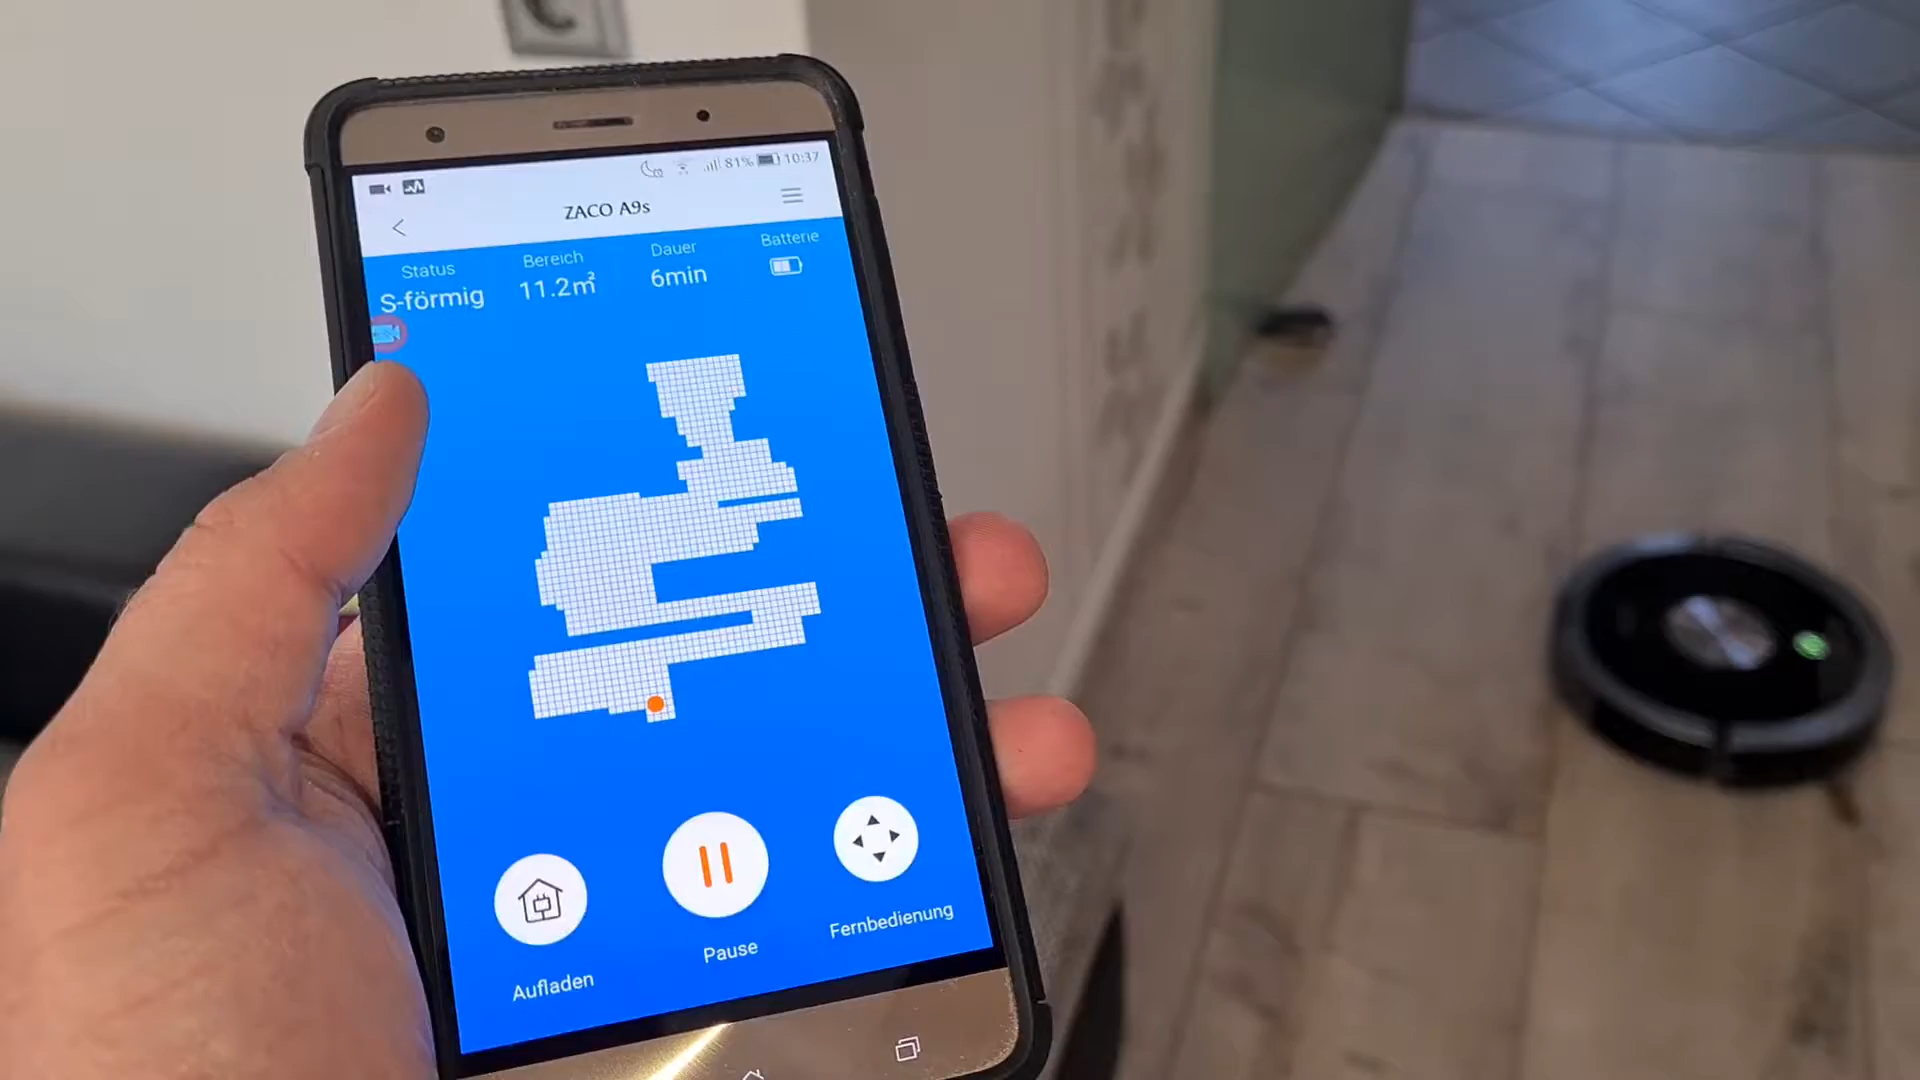 81% 10:37
ZACO A9s
Status Bereich Dauer Batterie
S-förmig 11.2m² 6min
Aufladen Pause Fernbedienung